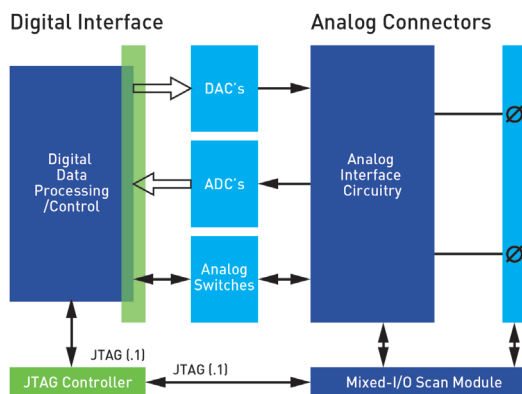 Digital Interface
Analog Connectors
DAC's
Digital
Data
Processing
/Control
ADC's
Analog
Interface
Circuitry
Analog
Switches
JTAG (.1)
JTAG (.1)
JTAG Controller
Mixed-I/O Scan Module